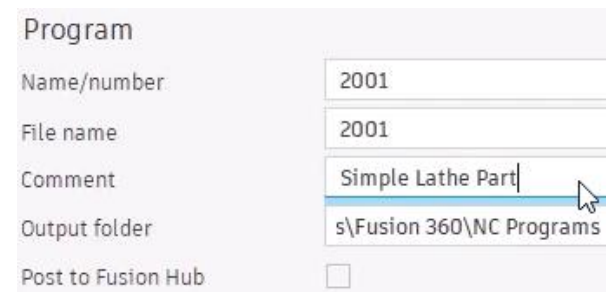 Program
Name/number 2001
File name 2001
Comment Simple Lathe Part
Output folder s\Fusion 360\NC Programs
Post to Fusion Hub